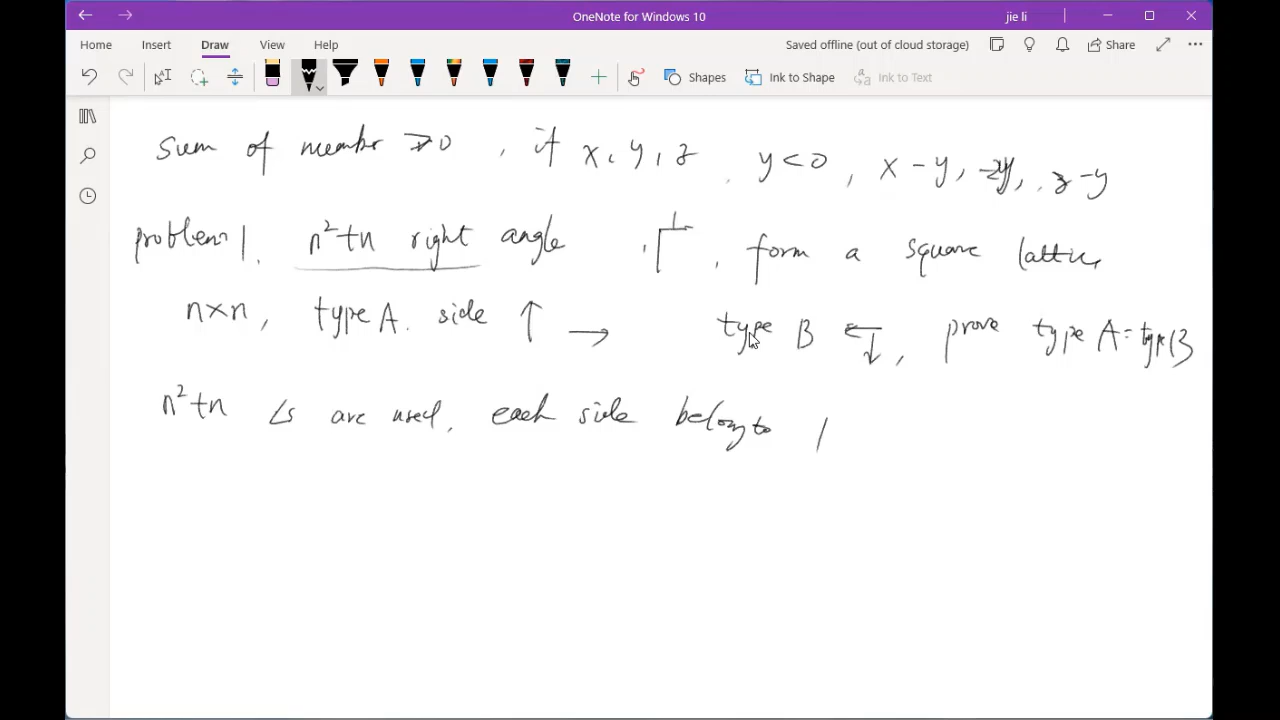 OneNote for Windows 10
jie li
Home Insert Draw View Help
Saved offline (out of cloud storage)
Share
Shapes
Ink to Shape
Ink to Text
sum of number > 0 , if x, y, z , y < 0 , x - y, , z - y
problem 1. n²+n right angle , form a square lattice
n×n, type A. side ↑ → type B ← ↓ , prove type A = type B
n²+n ∠s are used, each side belong to